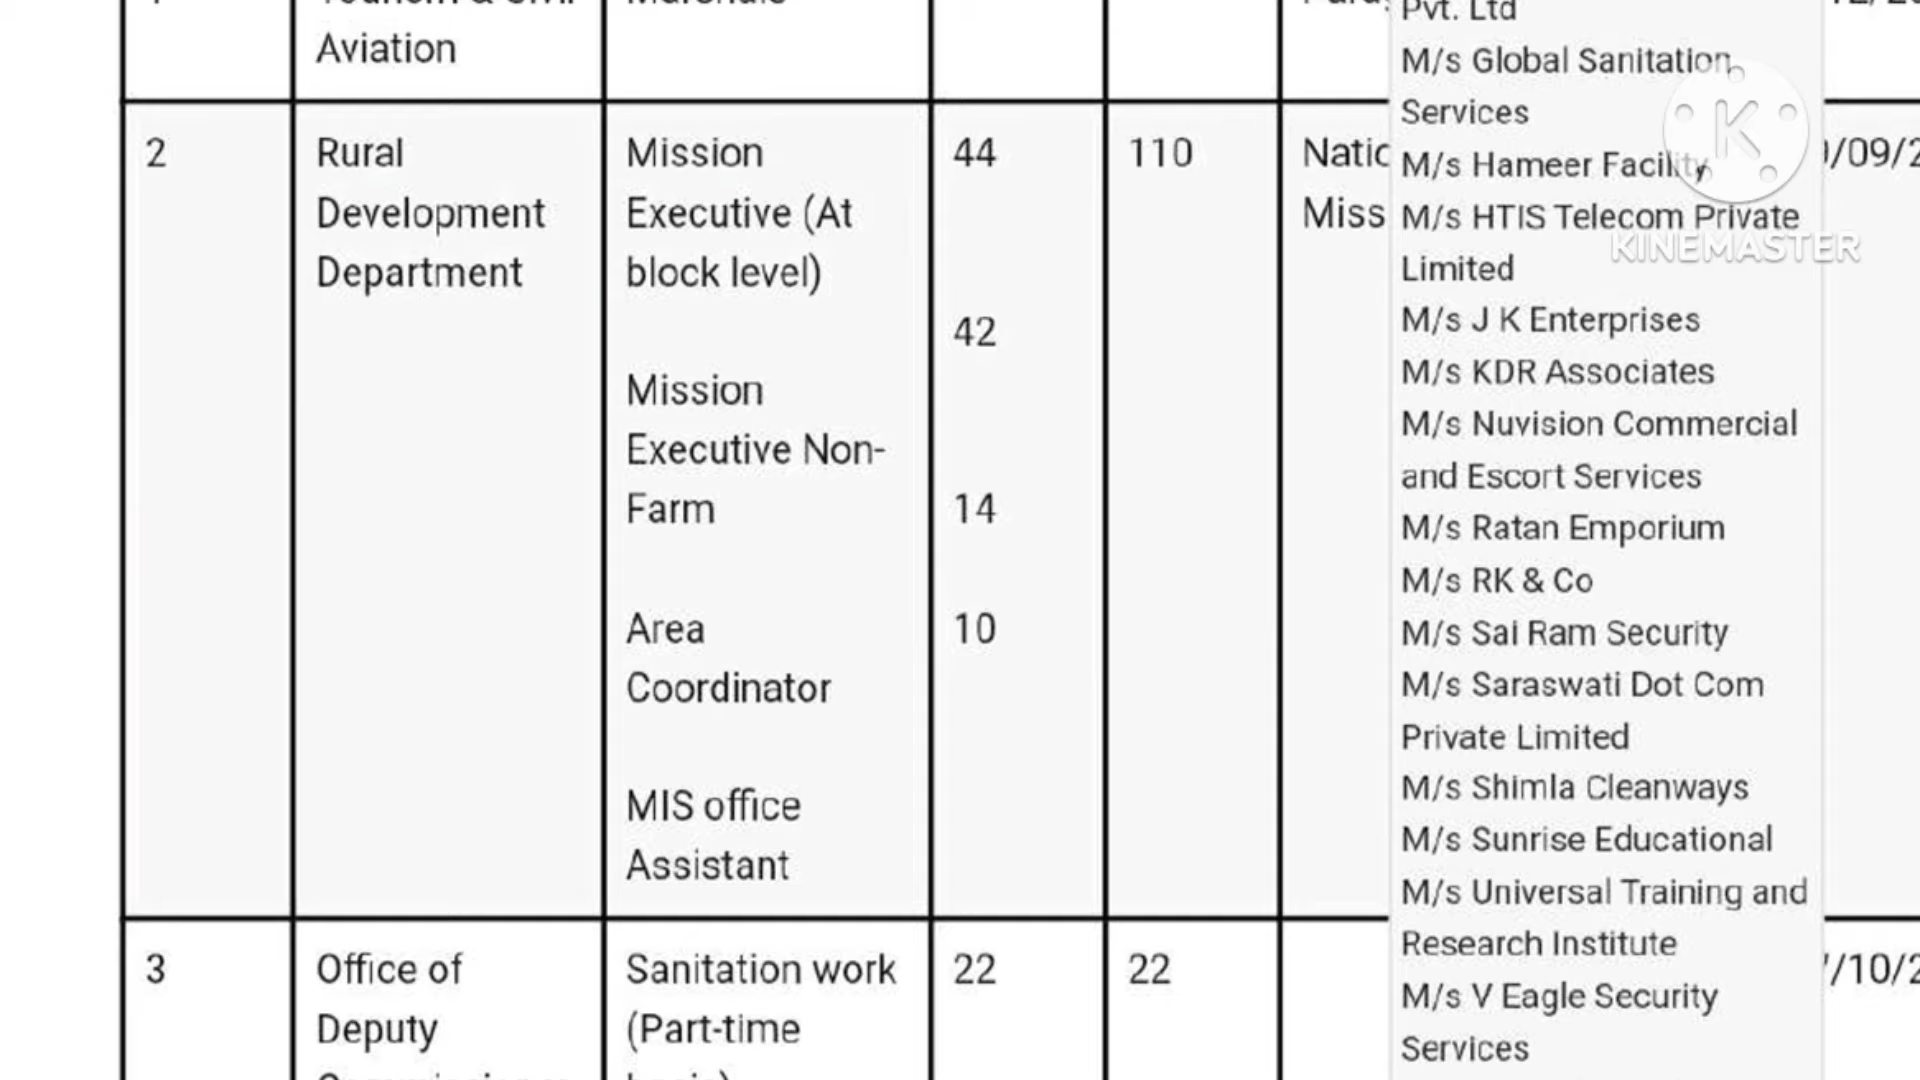 Aviation
2
Rural
Development
Department
Mission
Executive (At
block level)
Mission
Executive Non-
Farm
Area
Coordinator
MIS office
Assistant
44
42
14
10
110
Natio
Miss
/09/2
3
Office of
Deputy
Sanitation work
(Part-time
22
22
/10/2
Pvt. Ltd
M/s Global Sanitation
Services
M/s Hameer Facility
M/s HTIS Telecom Private
Limited
M/s J K Enterprises
M/s KDR Associates
M/s Nuvision Commercial
and Escort Services
M/s Ratan Emporium
M/s RK & Co
M/s Sai Ram Security
M/s Saraswati Dot Com
Private Limited
M/s Shimla Cleanways
M/s Sunrise Educational
M/s Universal Training and
Research Institute
M/s V Eagle Security
Services
K
KINEMASTER